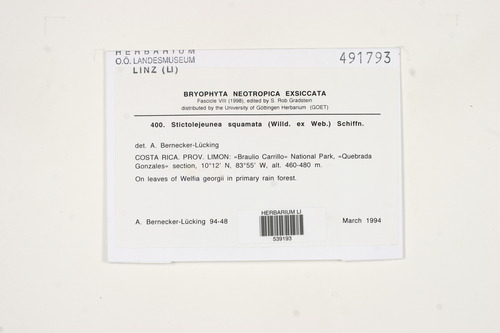 HERBARIUM
O.Ö. LANDESMUSEUM
LINZ (LI)
491793
BRYOPHYTA NEOTROPICA EXSICCATA
Fascicle VIII (1998), edited by S. Rob Gradstein
distributed by the University of Göttingen Herbarium (GOET)
400. Stictolejeunea squamata (Willd. ex Web.) Schiffn.
det. A. Bernecker-Lücking
COSTA RICA. PROV. LIMON: «Braulio Carrillo» National Park, «Quebrada
Gonzales» section, 10°12' N, 83°55' W, alt. 460-480 m.
On leaves of Welfia georgii in primary rain forest.
A. Bernecker-Lücking 94-48
March 1994
HERBARIUM LI
539193